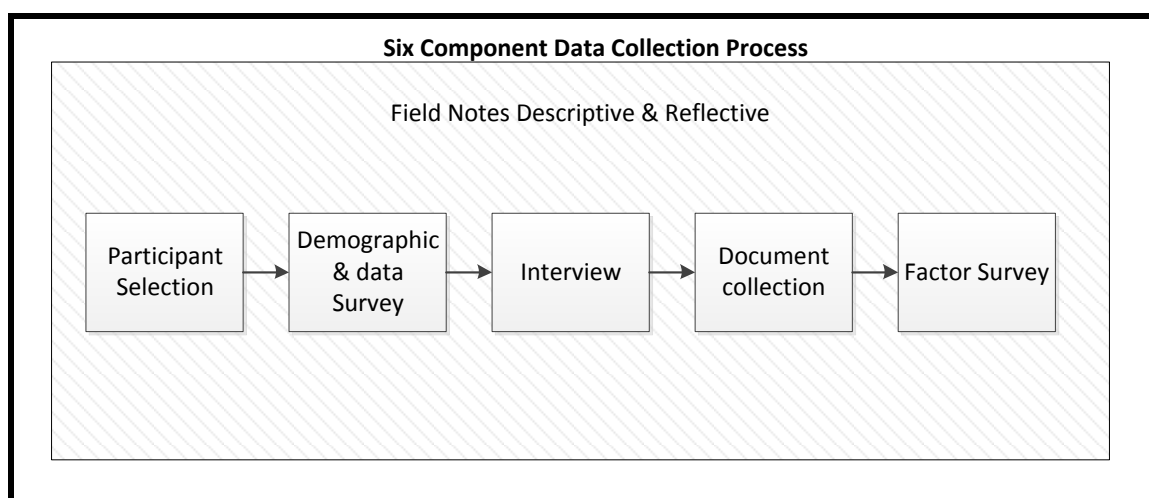 Six Component Data Collection Process
Field Notes Descriptive & Reflective
Participant
Selection
Demographic
& data
Survey
Interview
Document
collection
Factor Survey